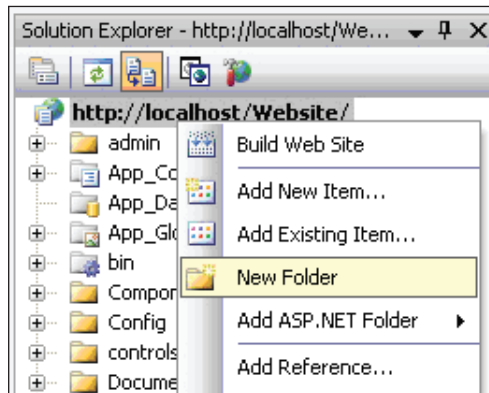 Solution Explorer - http://localhost/We...
http://localhost/Website/
admin
App_Co
App_Da
App_Glo
bin
Compor
Config
controls
Docume
Build Web Site
Add New Item...
Add Existing Item...
New Folder
Add ASP.NET Folder
Add Reference...